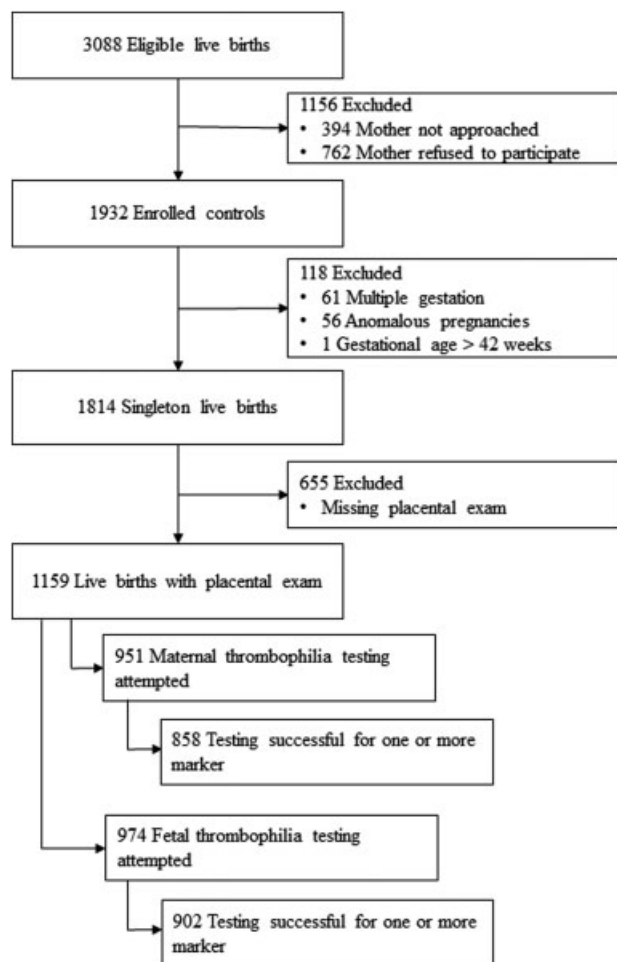 3088 Eligible live births
1156 Excluded
• 394 Mother not approached
• 762 Mother refused to participate
1932 Enrolled controls
118 Excluded
• 61 Multiple gestation
• 56 Anomalous pregnancies
• 1 Gestational age > 42 weeks
1814 Singleton live births
655 Excluded
• Missing placental exam
1159 Live births with placental exam
951 Maternal thrombophilia testing
attempted
858 Testing successful for one or more
marker
974 Fetal thrombophilia testing
attempted
902 Testing successful for one or more
marker